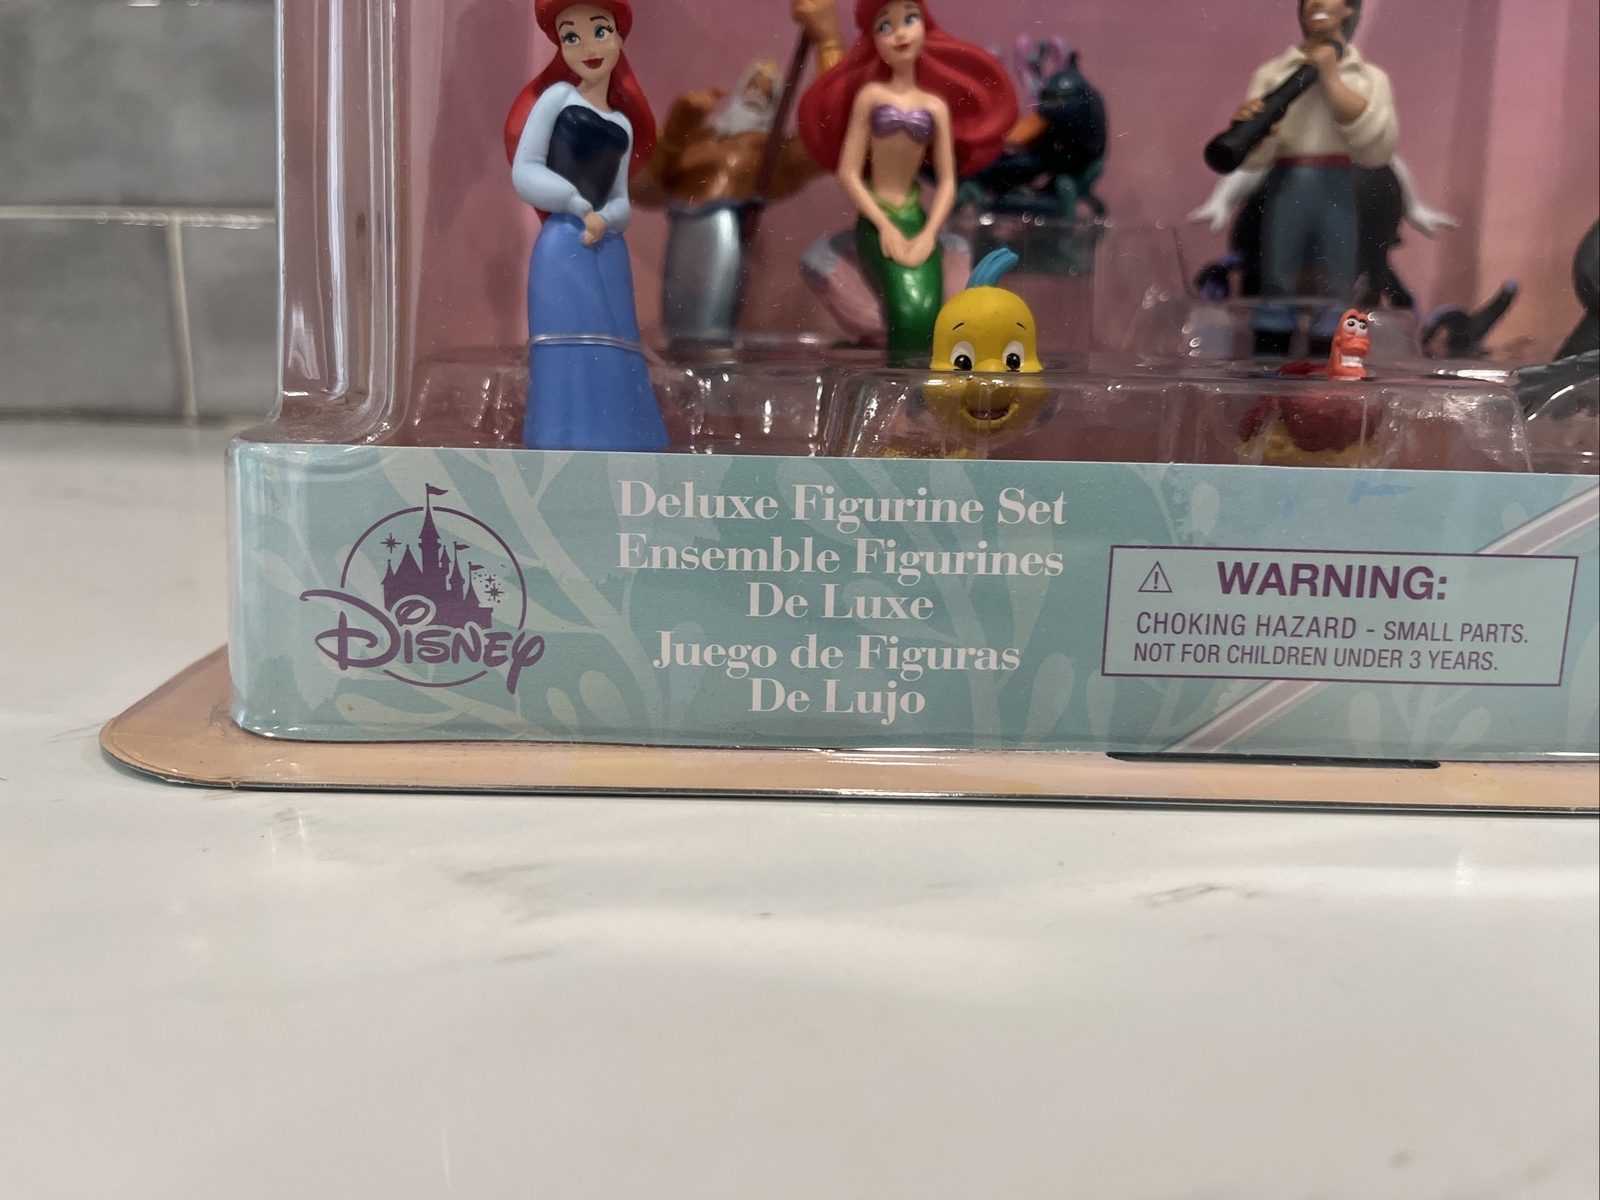 Disney
Deluxe Figurine Set
Ensemble Figurines
De Luxe
Juego de Figuras
De Lujo
WARNING:
CHOKING HAZARD - SMALL PARTS.
NOT FOR CHILDREN UNDER 3 YEARS.